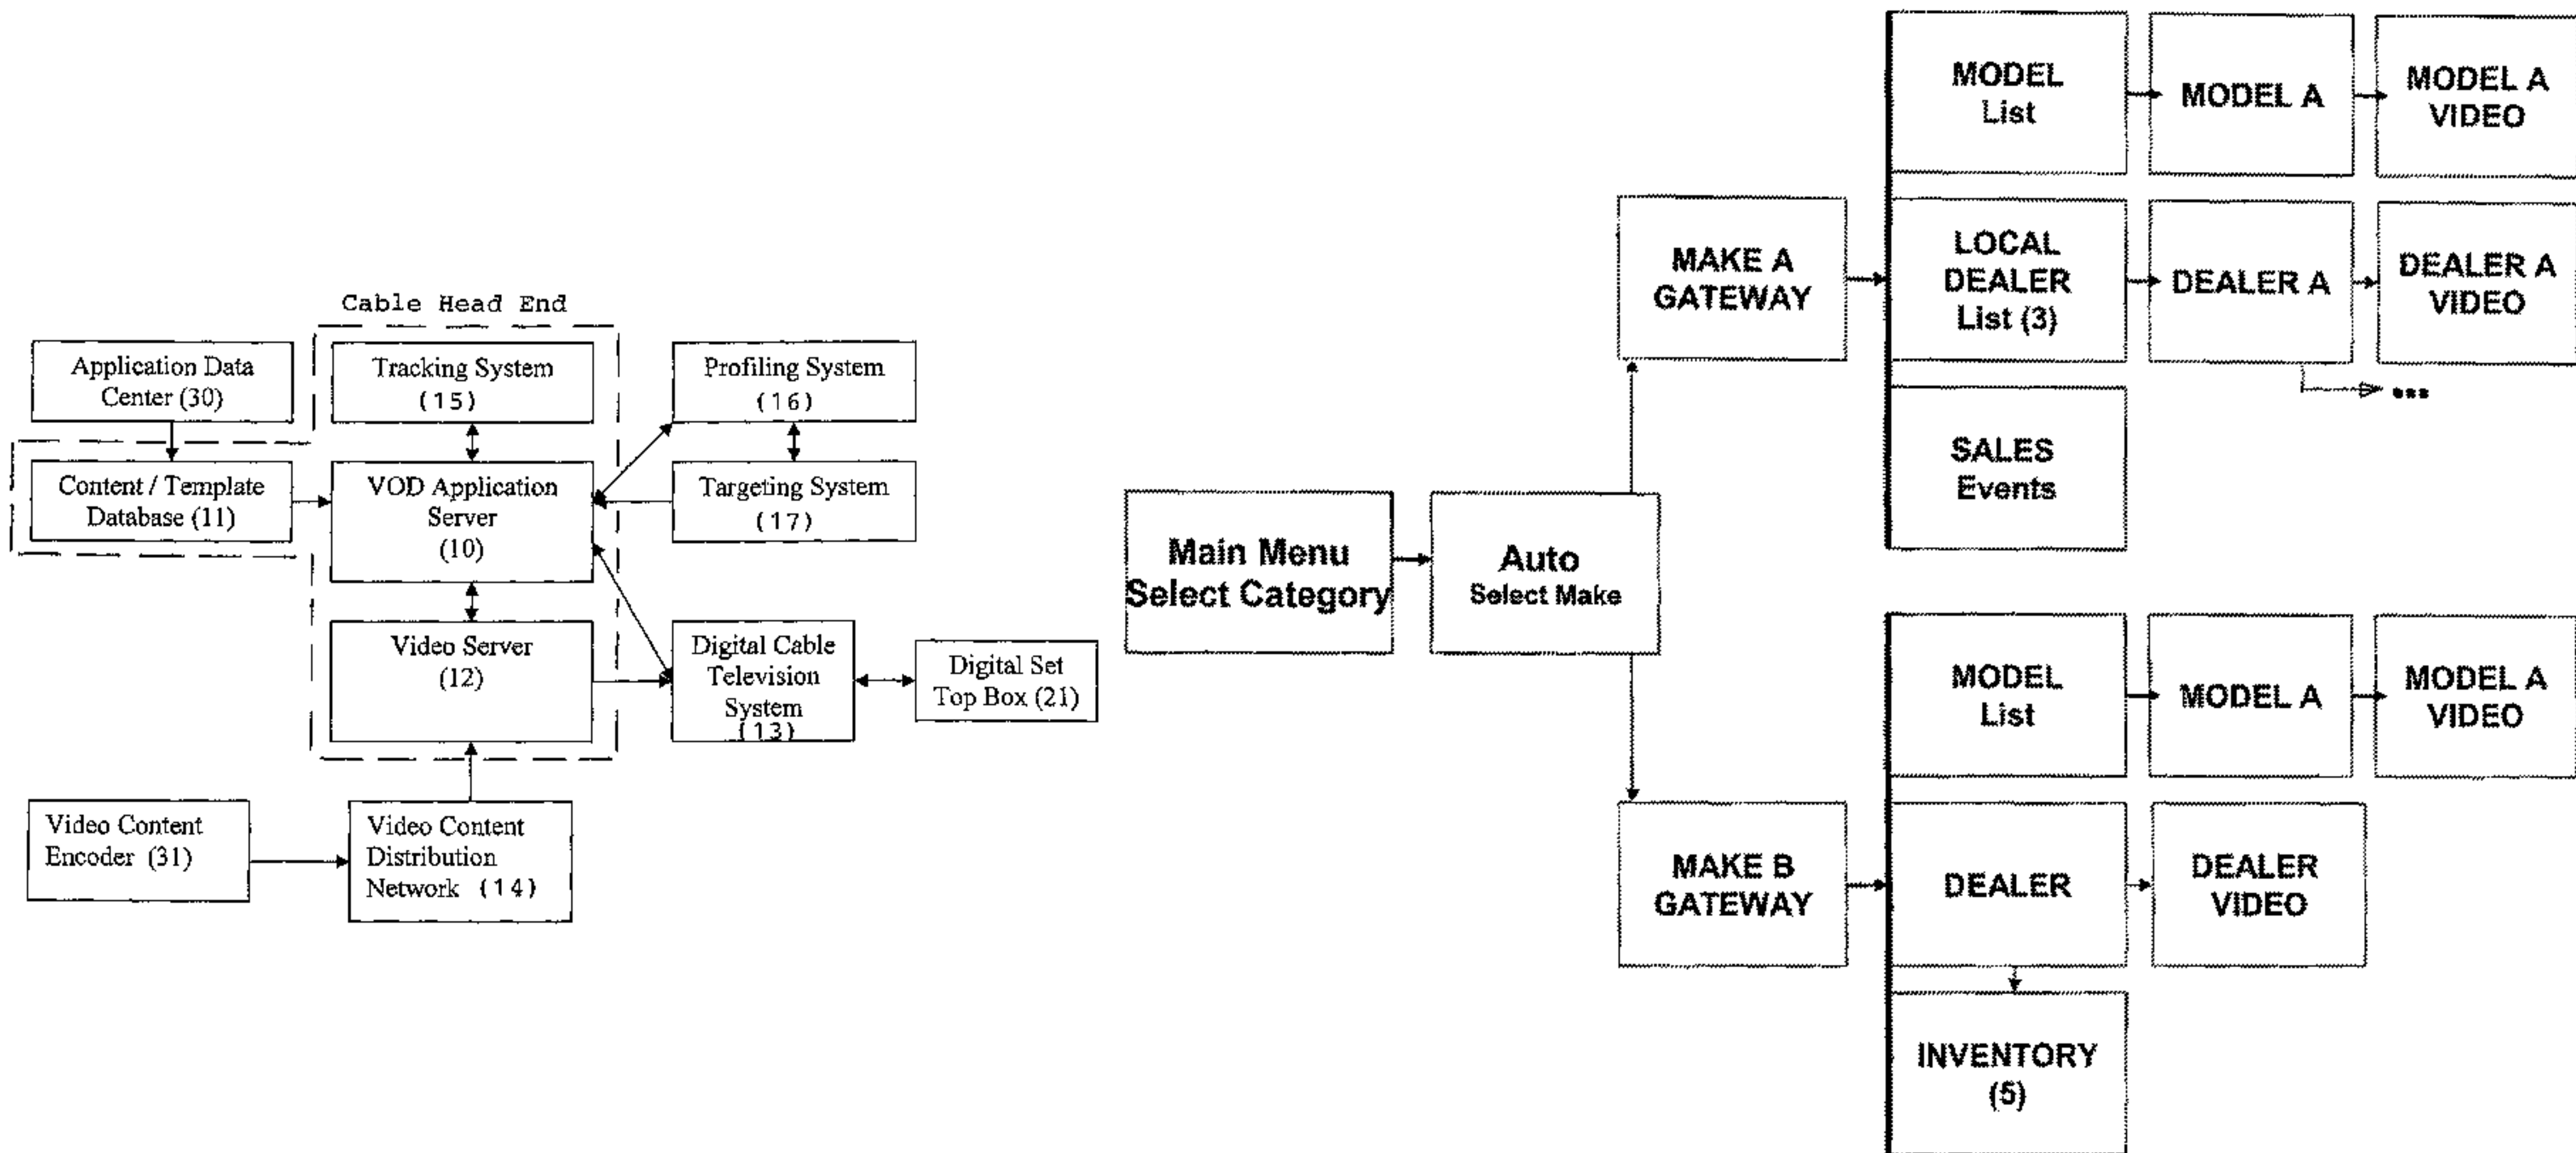 Cable Head End
Application Data
Center (30)
Tracking System
(15)
Profiling System
(16)
Content / Template
Database (11)
VOD Application
Server
(10)
Targeting System
(17)
Video Server
(12)
Digital Cable
Television
System
(13)
Digital Set
Top Box (21)
Video Content
Encoder (31)
Video Content
Distribution
Network (14)
Main Menu
Select Category
Auto
Select Make
MAKE A
GATEWAY
MODEL
List
MODEL A
MODEL A
VIDEO
LOCAL
DEALER
List (3)
DEALER A
DEALER A
VIDEO
...
SALES
Events
MAKE B
GATEWAY
MODEL
List
MODEL A
MODEL A
VIDEO
DEALER
DEALER
VIDEO
INVENTORY
(5)